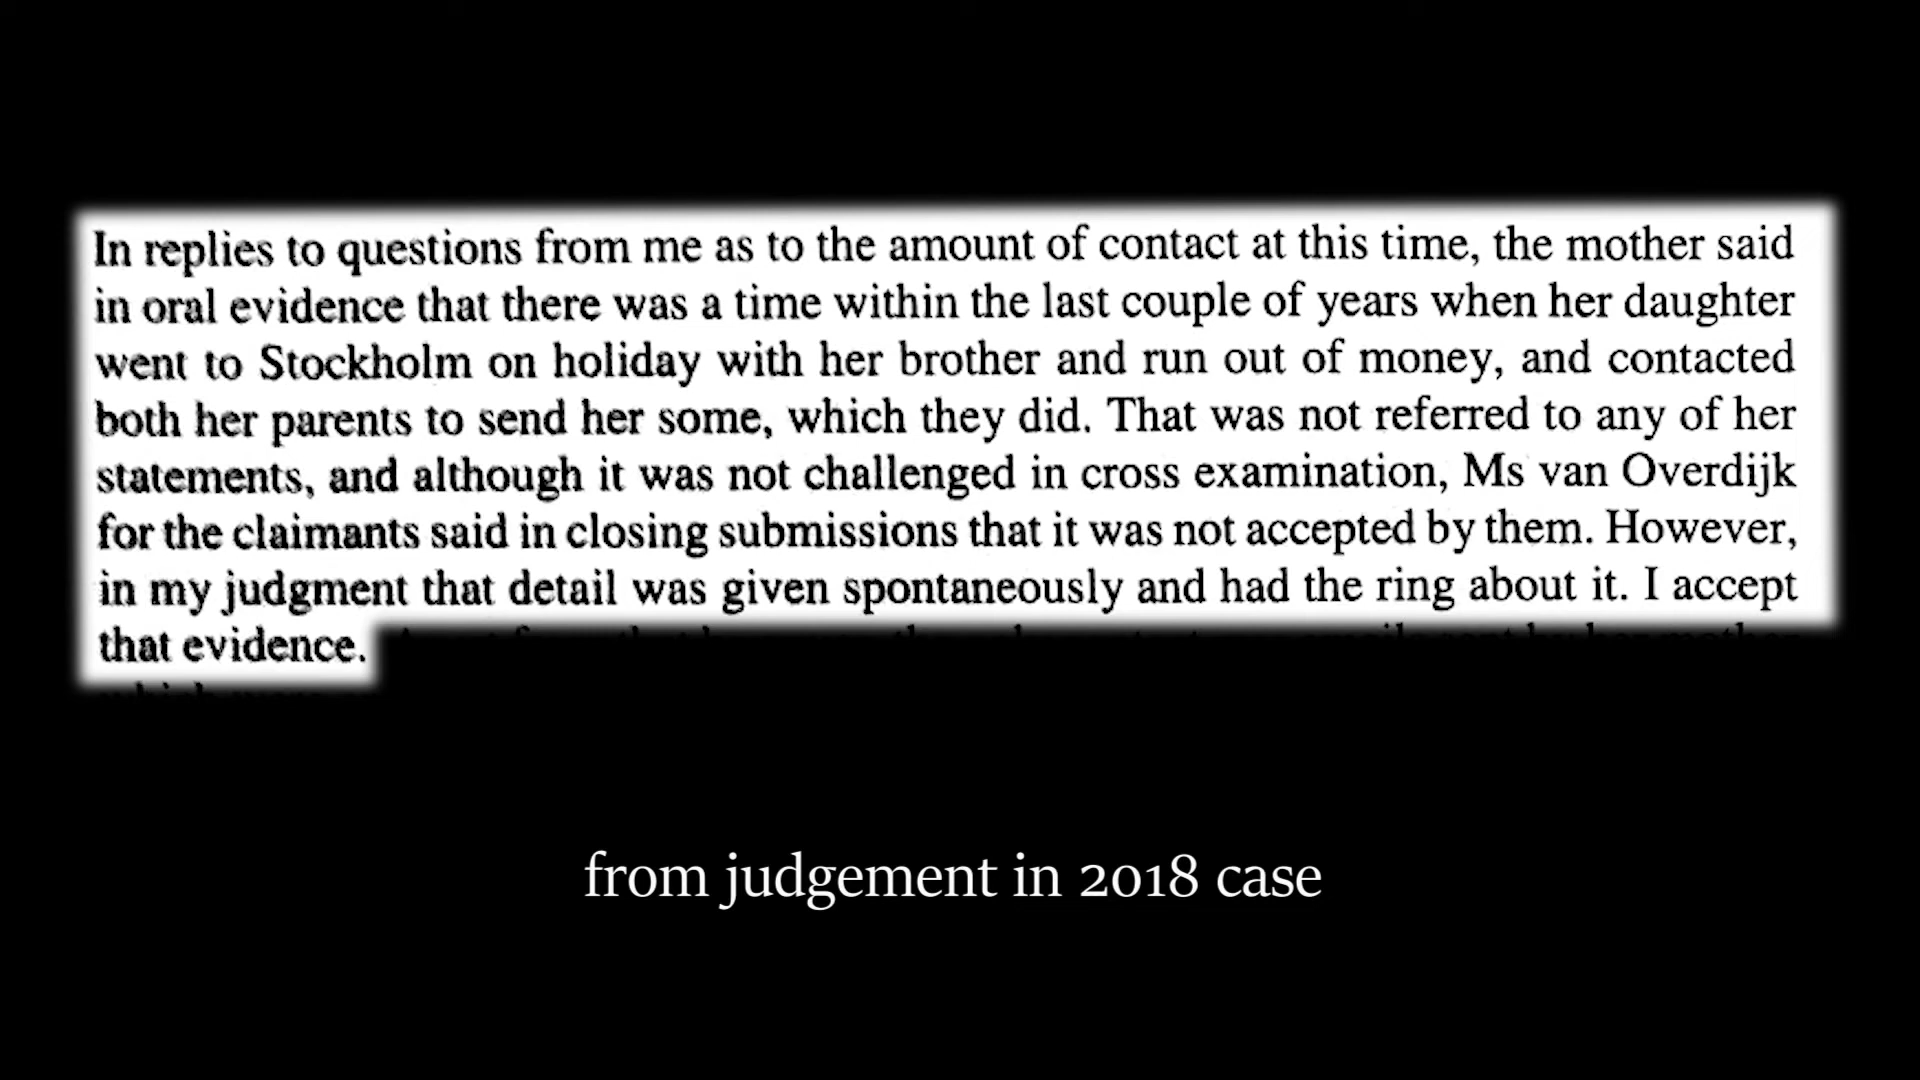 In replies to questions from me as to the amount of contact at this time, the mother said
in oral evidence that there was a time within the last couple of years when her daughter
went to Stockholm on holiday with her brother and run out of money, and contacted
both her parents to send her some, which they did. That was not referred to any of her
statements, and although it was not challenged in cross examination, Ms van Overdijk
for the claimants said in closing submissions that it was not accepted by them. However,
in my judgment that detail was given spontaneously and had the ring about it. I accept
that evidence.
from judgement in 2018 case